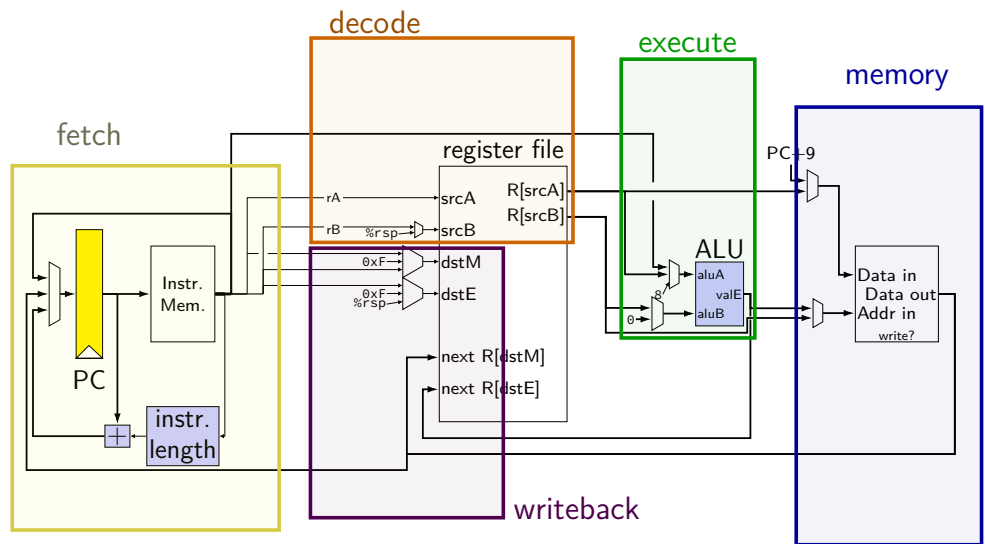 decode
execute
memory
fetch
register file
PC+9
rA
srcA
R[srcA]
R[srcB]
rB
%rsp
srcB
0xF
dstM
0xF
%rsp
dstE
ALU
aluA
valE
aluB
8
0
Instr.
Mem.
Data in
Data out
Addr in
write?
PC
next R[dstM]
next R[dstE]
+
instr.
length
writeback